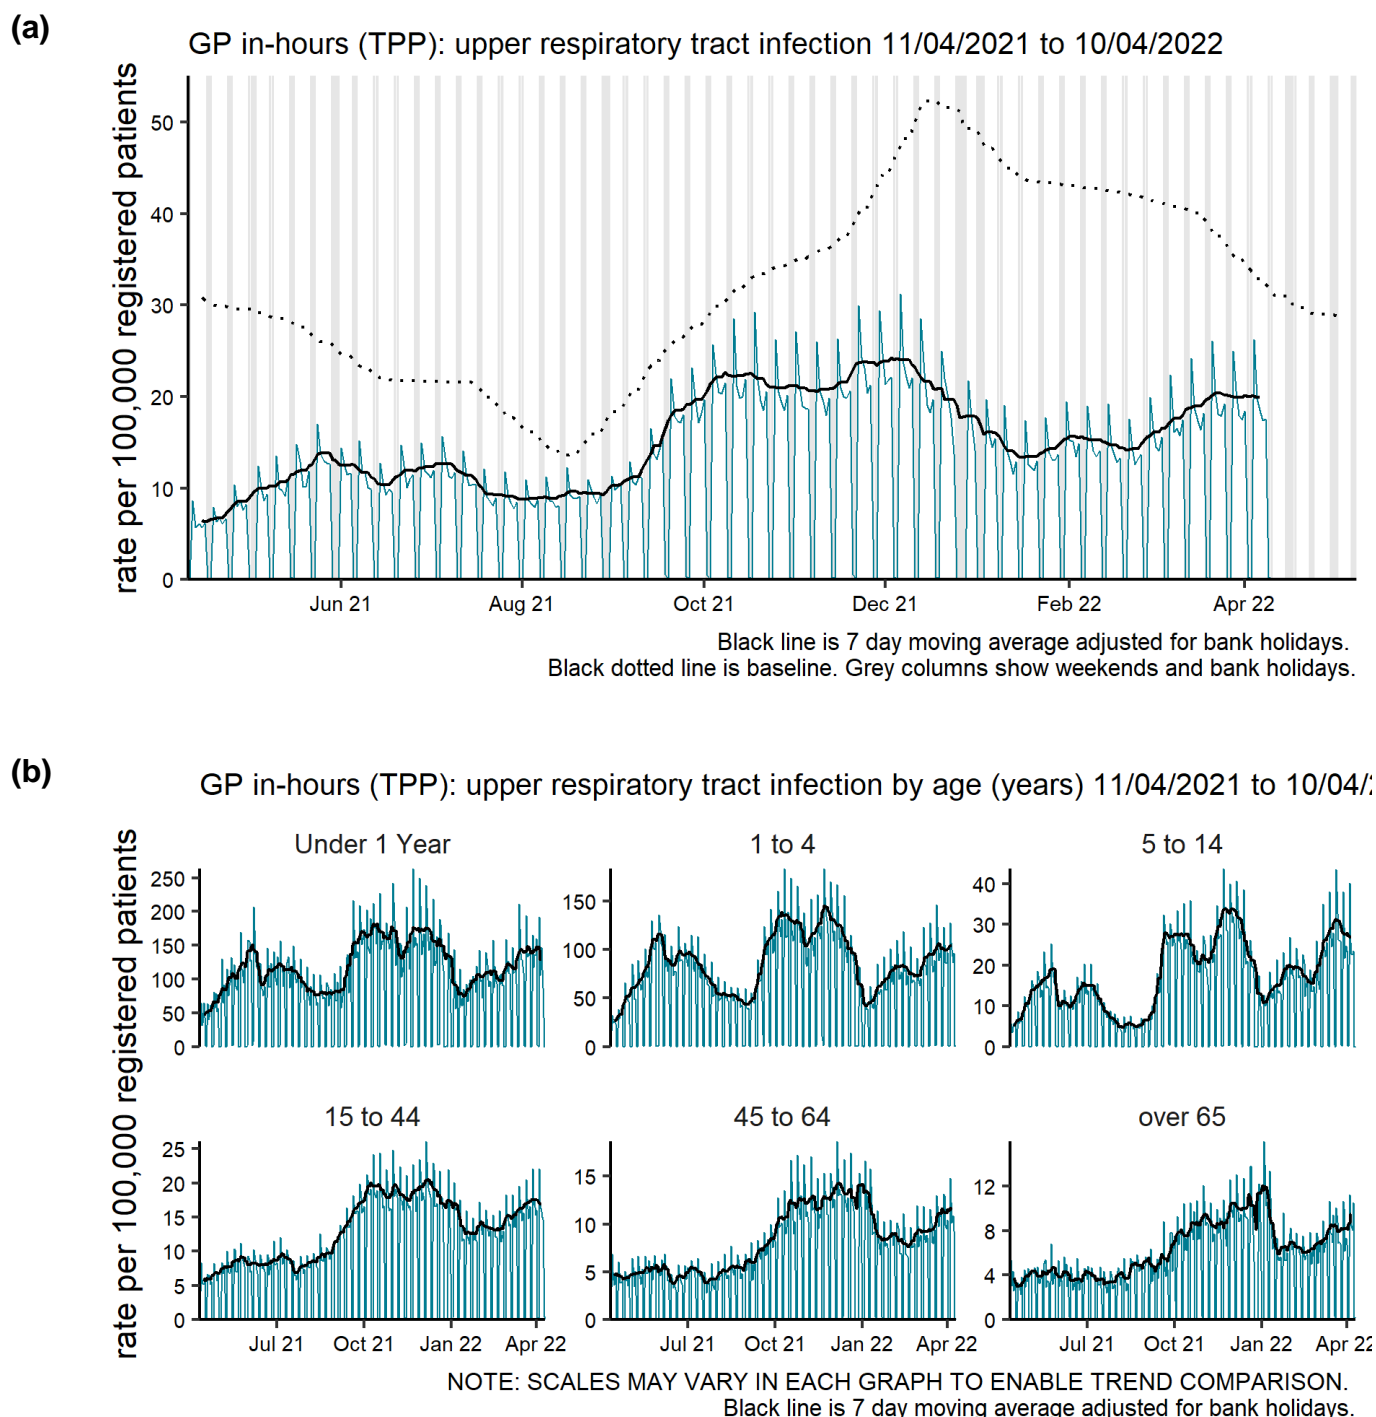 (a)
GP in-hours (TPP): upper respiratory tract infection 11/04/2021 to 10/04/2022
rate per 100,000 registered patients
50
40
30
20
10
0
Jun 21 Aug 21 Oct 21 Dec 21 Feb 22 Apr 22
Black line is 7 day moving average adjusted for bank holidays.
Black dotted line is baseline. Grey columns show weekends and bank holidays.
(b)
GP in-hours (TPP): upper respiratory tract infection by age (years) 11/04/2021 to 10/04/
rate per 100,000 registered patients
Under 1 Year
250
200
150
100
50
0
1 to 4
150
100
50
0
5 to 14
40
30
20
10
0
15 to 44
25
20
15
10
5
0
Jul 21 Oct 21 Jan 22 Apr 22
45 to 64
15
10
5
0
Jul 21 Oct 21 Jan 22 Apr 22
over 65
12
8
4
0
Jul 21 Oct 21 Jan 22 Apr 22
NOTE: SCALES MAY VARY IN EACH GRAPH TO ENABLE TREND COMPARISON.
Black line is 7 day moving average adjusted for bank holidays.